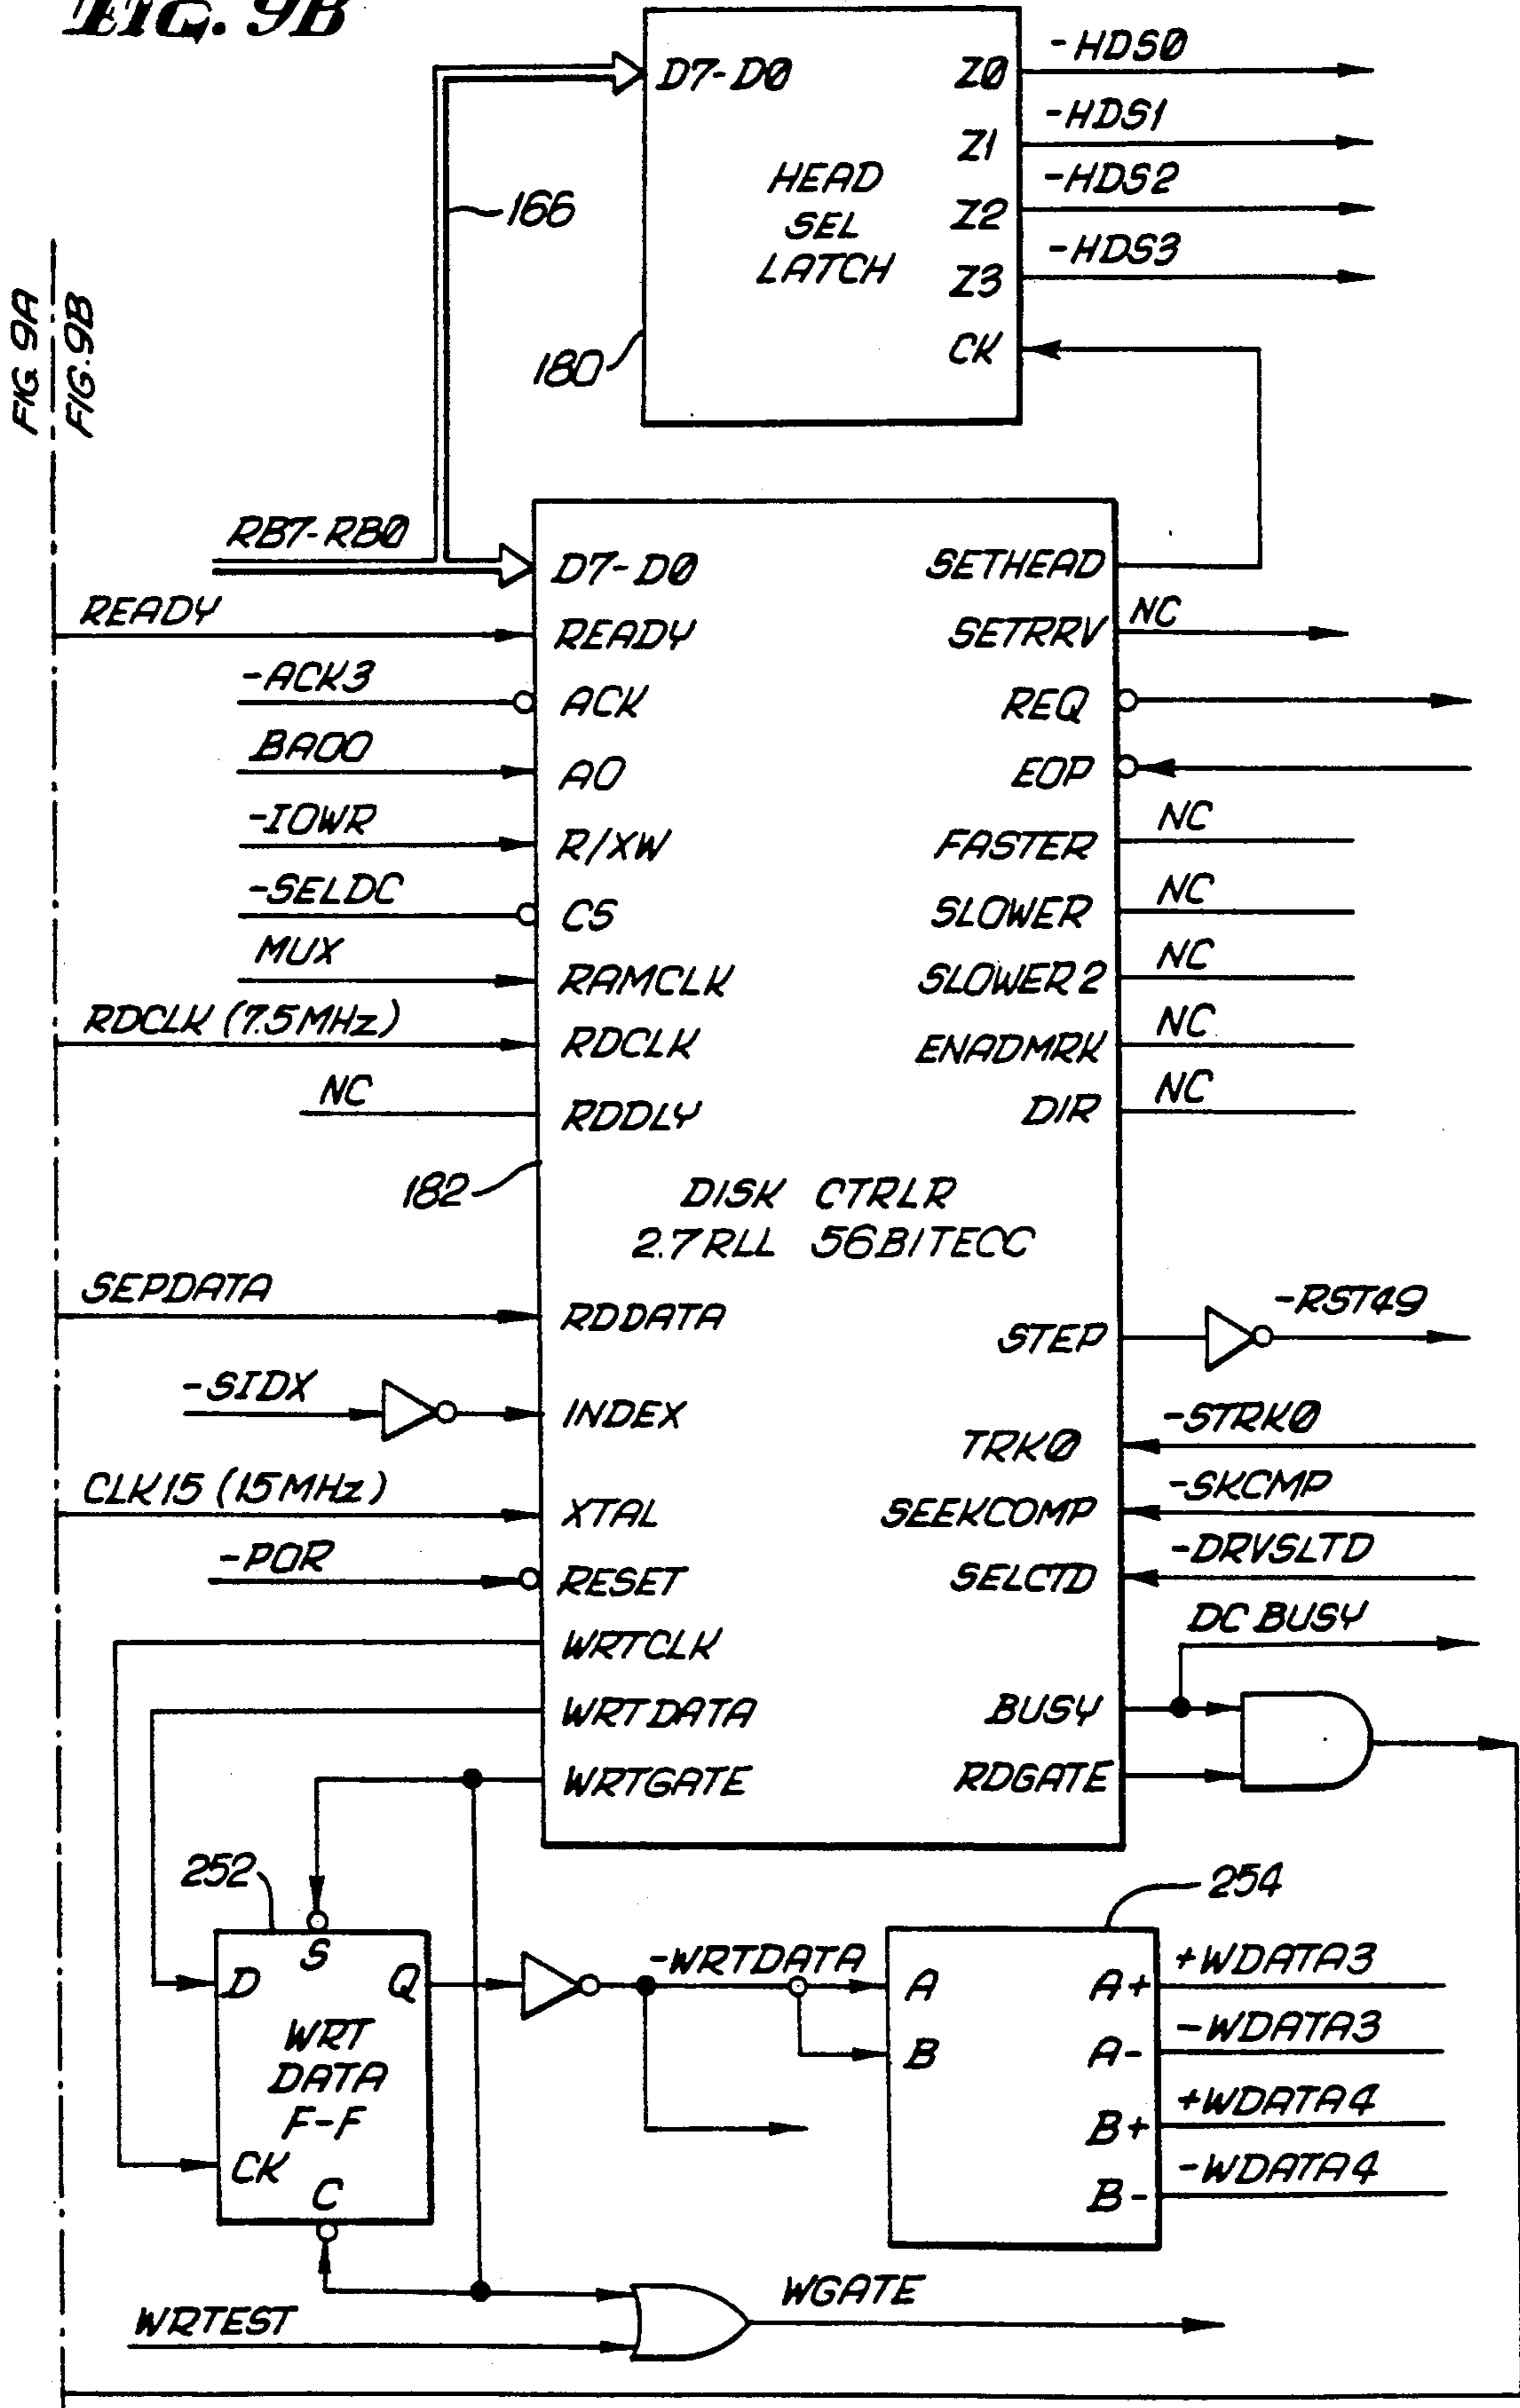 FIG. 9B
FIG. 9A
FIG. 9B
D7-D0
HEAD
SEL
LATCH
Z0
Z1
Z2
Z3
CK
-HDS0
-HDS1
-HDS2
-HDS3
166
180
RB7-RB0
READY
-ACK3
BA00
-IOWR
-SELDC
MUX
RDCLK (7.5MHz)
NC
182
SEPDATA
-SIDX
CLK15 (15MHz)
-POR
D7-D0
READY
ACK
A0
R/XW
CS
RAMCLK
RDCLK
RDDLY
DISK CTRLR
2.7RLL 56BITECC
RDDATA
INDEX
XTAL
RESET
WRTCLK
WRTDATA
WRTGATE
SETHEAD
SETRRV
REQ
EOP
FASTER
SLOWER
SLOWER2
ENADMRK
DIR
STEP
TRK0
SEEKCOMP
SELCTD
BUSY
RDGATE
NC
NC
NC
NC
NC
NC
-RST49
-STRK0
-SKCMP
-DRVSLTD
DC BUSY
252
S
D
Q
WRT
DATA
F-F
CK
C
-WRTDATA
254
A
B
A+
A-
B+
B-
+WDATA3
-WDATA3
+WDATA4
-WDATA4
WRTEST
WGATE